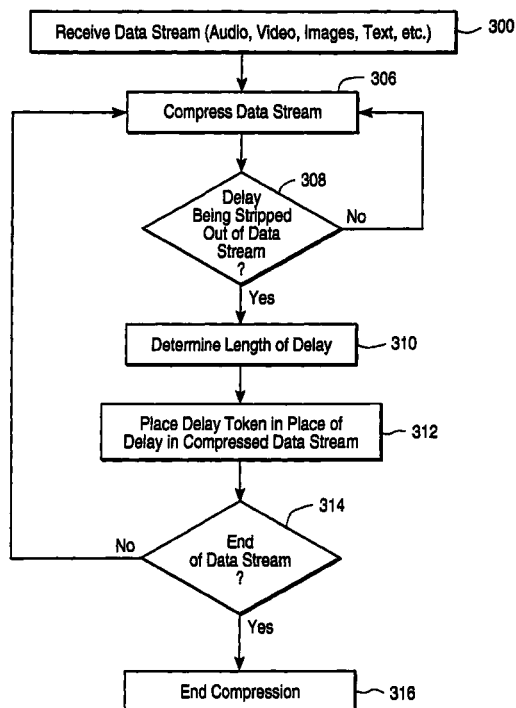 Receive Data Stream (Audio, Video, Images, Text, etc.)
300
306
Compress Data Stream
308
Delay
Being Stripped
Out of Data
Stream
?
No
Yes
Determine Length of Delay
310
Place Delay Token in Place of
Delay in Compressed Data Stream
312
314
End
of Data Stream
?
No
Yes
End Compression
316